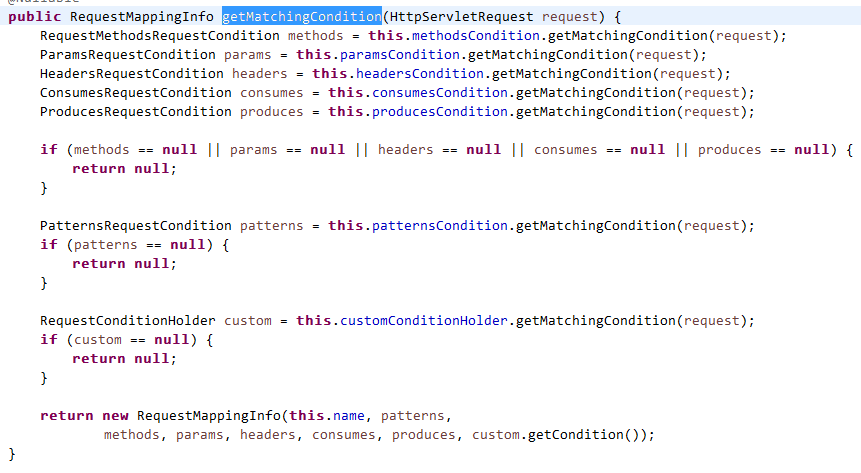 public RequestMappingInfo getMatchingCondition(HttpServletRequest request) {
    RequestMethodsRequestCondition methods = this.methodsCondition.getMatchingCondition(request);
    ParamsRequestCondition params = this.paramsCondition.getMatchingCondition(request);
    HeadersRequestCondition headers = this.headersCondition.getMatchingCondition(request);
    ConsumesRequestCondition consumes = this.consumesCondition.getMatchingCondition(request);
    ProducesRequestCondition produces = this.producesCondition.getMatchingCondition(request);

    if (methods == null || params == null || headers == null || consumes == null || produces == null) {
        return null;
    }

    PatternsRequestCondition patterns = this.patternsCondition.getMatchingCondition(request);
    if (patterns == null) {
        return null;
    }

    RequestConditionHolder custom = this.customConditionHolder.getMatchingCondition(request);
    if (custom == null) {
        return null;
    }

    return new RequestMappingInfo(this.name, patterns,
            methods, params, headers, consumes, produces, custom.getCondition());
}